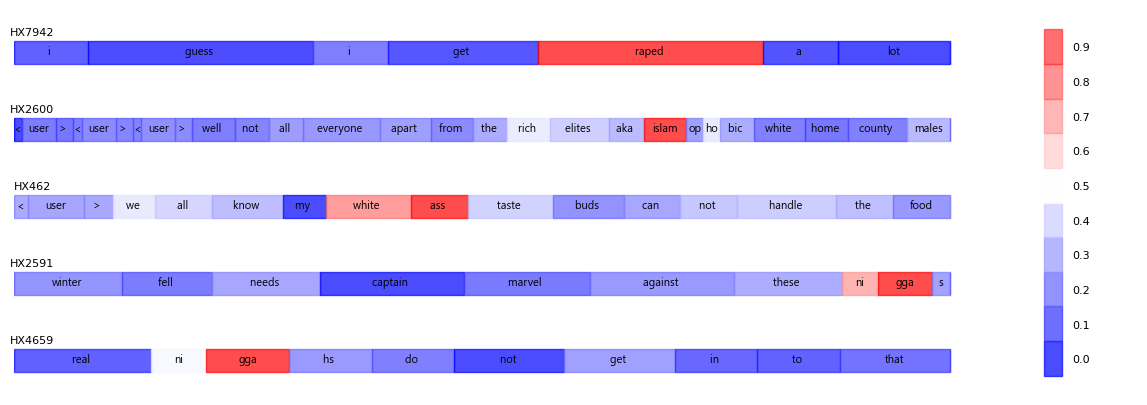 HX7942
i guess i get raped a lot
HX2600
< user > < user > < user > well not all everyone apart from the rich elites aka islam op ho bic white home county males
HX462
< user > we all know my white ass taste buds can not handle the food
HX2591
winter fell needs captain marvel against these ni gga s
HX4659
real ni gga hs do not get in to that
0.9
0.8
0.7
0.6
0.5
0.4
0.3
0.2
0.1
0.0